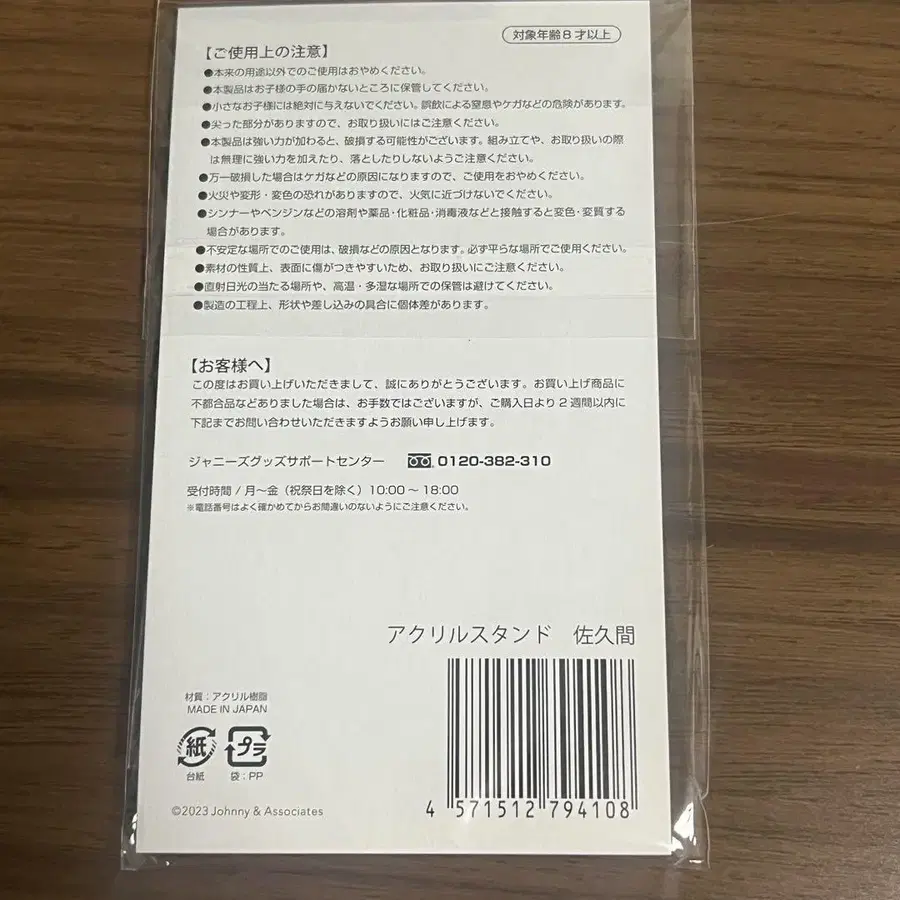 対象年齢8才以上
【ご使用上の注意】
●本来の用途以外でのご使用はおやめください。
●本製品はお子様の手の届かないところに保管してください。
●小さなお子様には絶対に与えないでください。誤飲による窒息やケガなどの危険があります。
●尖った部分がありますので、お取り扱いにはご注意ください。
●本製品は強い力が加わると、破損する可能性がございます。組み立てや、お取り扱いの際
は無理に強い力を加えたり、落としたりしないようご注意ください。
●万一破損した場合はケガなどの原因になりますので、ご使用をおやめください。
●火災や変形・変色の恐れがありますので、火気に近づけないでください。
●シンナーやベンジンなどの溶剤や薬品・化粧品・消毒液などと接触すると変色・変質する
場合があります。
●不安定な場所でのご使用は、破損などの原因となります。必ず平らな場所でご使用ください。
●素材の性質上、表面に傷がつきやすいため、お取り扱いにご注意ください。
●直射日光の当たる場所や、高温・多湿な場所での保管は避けてください。
●製造の工程上、形状や差し込みの具合に個体差があります。
【お客様へ】
この度はお買い上げいただきまして、誠にありがとうございます。お買い上げ商品に
不都合品などありました場合は、お手数ではございますが、ご購入日より2週間以内に
下記までお問い合わせいただきますようお願い申し上げます。
ジャニーズグッズサポートセンター 0120-382-310
受付時間 / 月～金（祝祭日を除く）10:00～18:00
※電話番号はよく確かめてからお間違いのないようにご注意ください。
アクリルスタンド 佐久間
材質：アクリル樹脂
MADE IN JAPAN
紙 プラ
台紙 袋：PP
©2023 Johnny & Associates
4 571512 794108